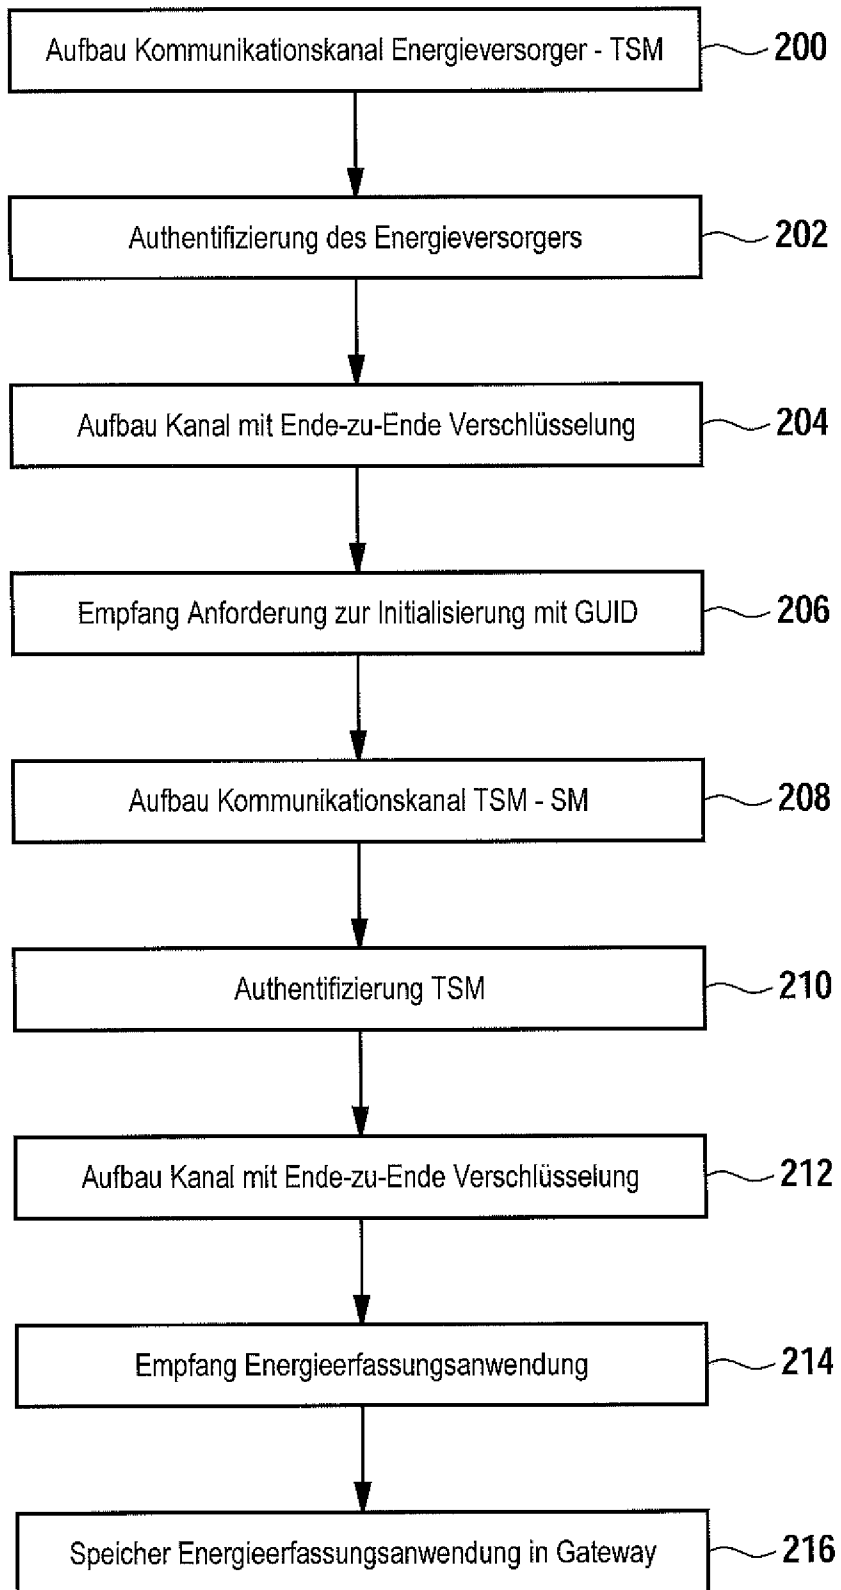 Aufbau Kommunikationskanal Energieversorger - TSM 200
Authentifizierung des Energieversorgers 202
Aufbau Kanal mit Ende-zu-Ende Verschlüsselung 204
Empfang Anforderung zur Initialisierung mit GUID 206
Aufbau Kommunikationskanal TSM - SM 208
Authentifizierung TSM 210
Aufbau Kanal mit Ende-zu-Ende Verschlüsselung 212
Empfang Energieerfassungsanwendung 214
Speicher Energieerfassungsanwendung in Gateway 216